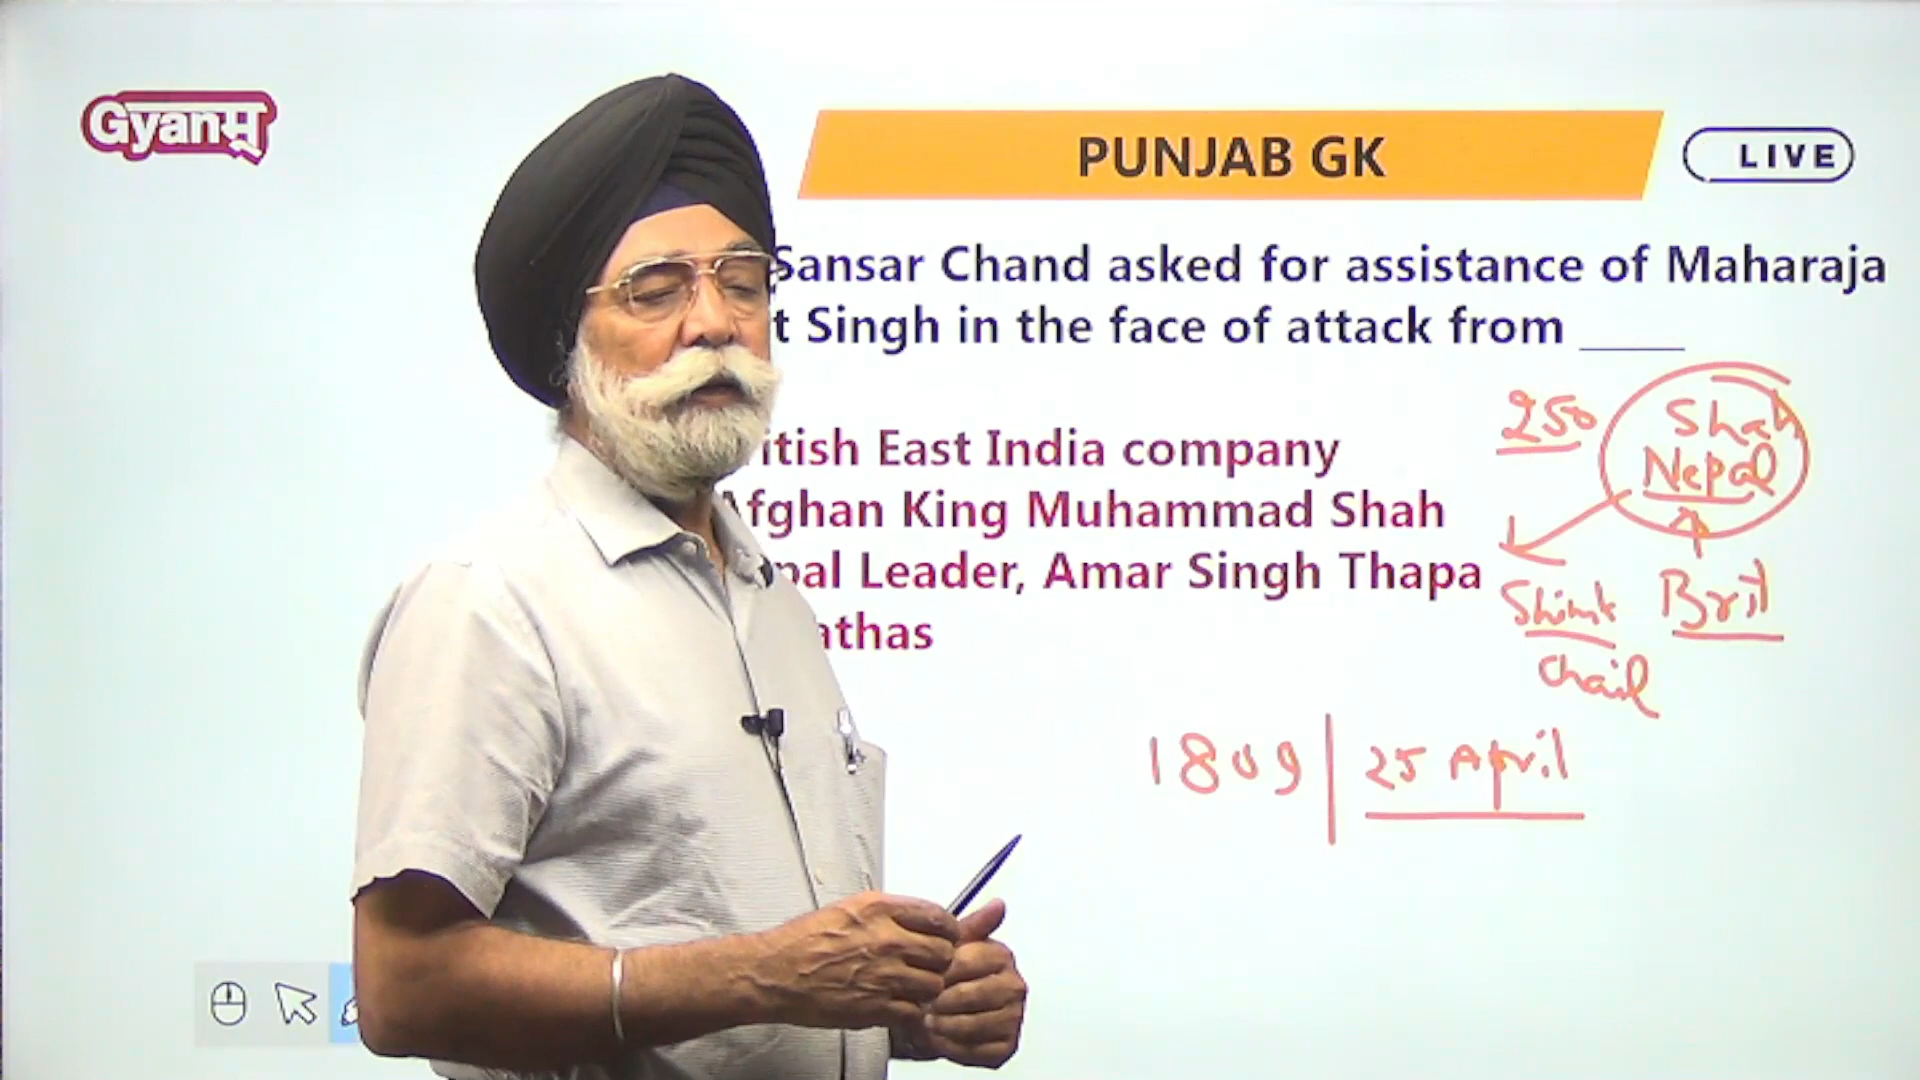 Gyanम्
PUNJAB GK
LIVE
Sansar Chand asked for assistance of Maharaja
t Singh in the face of attack from _____
itish East India company
Afghan King Muhammad Shah
pal Leader, Amar Singh Thapa
athas
250
Shah
Nepal
Brit
Chail
1809 | 25 April